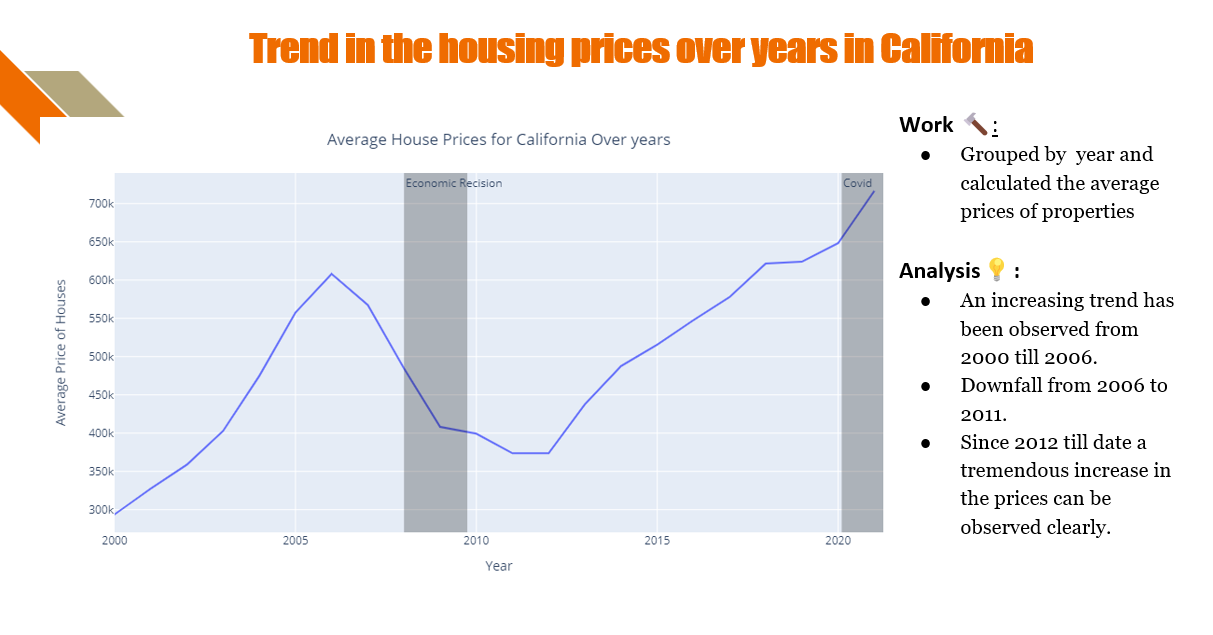 Trend in the housing prices over years in California
Average House Prices for California Over years
Economic Recision
Covid
700k
650k
600k
550k
500k
450k
400k
350k
300k
Average Price of Houses
2000
2005
2010
2015
2020
Year
Work 🔨 :
● Grouped by  year and
calculated the average
prices of properties
Analysis 💡 :
● An increasing trend has
been observed from
2000 till 2006.
● Downfall from 2006 to
2011.
● Since 2012 till date a
tremendous increase in
the prices can be
observed clearly.